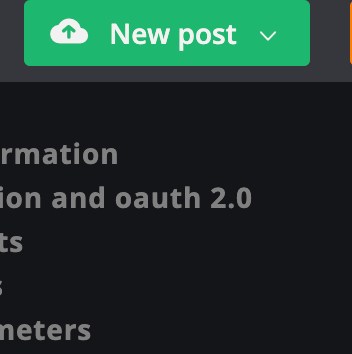 New post
rmation
ion and oauth 2.0
ts
s
meters